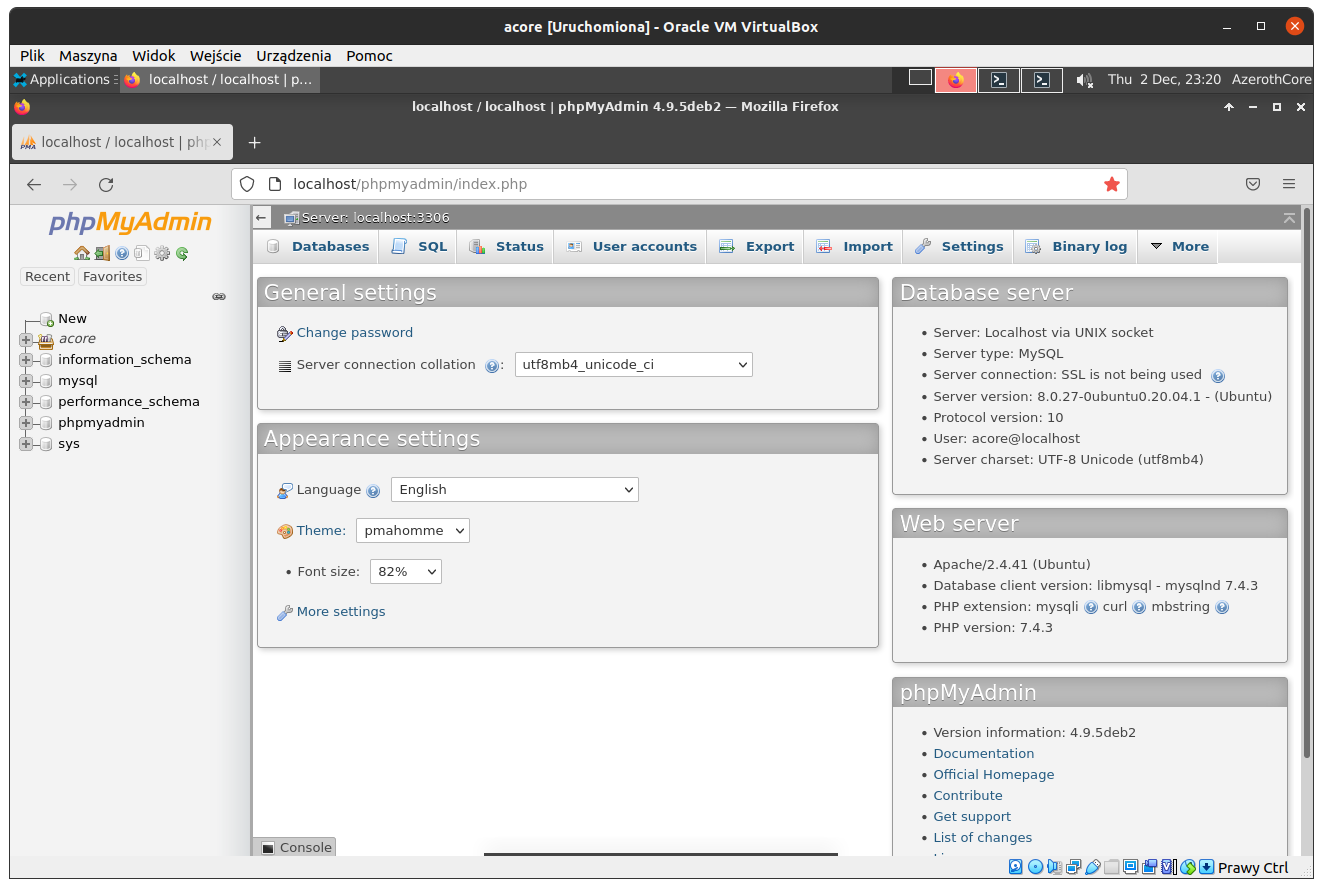 acore [Uruchomiona] - Oracle VM VirtualBox
Plik Maszyna Widok Wejście Urządzenia Pomoc
Applications localhost / localhost | p... Thu 2 Dec, 23:20 AzerothCore
localhost / localhost | phpMyAdmin 4.9.5deb2 — Mozilla Firefox
PMA localhost / localhost | php
localhost/phpmyadmin/index.php
phpMyAdmin
Recent Favorites
New
acore
information_schema
mysql
performance_schema
phpmyadmin
sys
Server: localhost:3306
Databases SQL Status User accounts Export Import Settings Binary log More
General settings
Change password
Server connection collation : utf8mb4_unicode_ci
Appearance settings
Language English
Theme: pmahomme
• Font size: 82%
More settings
Database server
• Server: Localhost via UNIX socket
• Server type: MySQL
• Server connection: SSL is not being used
• Server version: 8.0.27-0ubuntu0.20.04.1 - (Ubuntu)
• Protocol version: 10
• User: acore@localhost
• Server charset: UTF-8 Unicode (utf8mb4)
Web server
• Apache/2.4.41 (Ubuntu)
• Database client version: libmysql - mysqlnd 7.4.3
• PHP extension: mysqli curl mbstring
• PHP version: 7.4.3
phpMyAdmin
• Version information: 4.9.5deb2
• Documentation
• Official Homepage
• Contribute
• Get support
• List of changes
Console
Prawy Ctrl